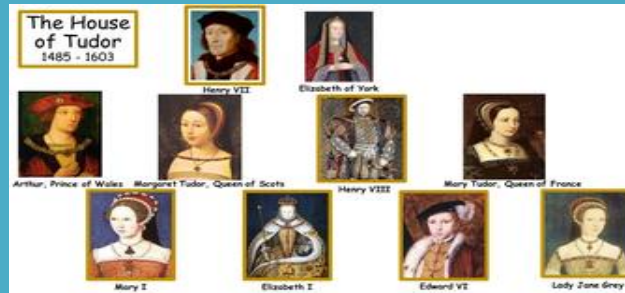 The House
of Tudor
1485 - 1603
Henry VII Elizabeth of York
Arthur, Prince of Wales Margaret Tudor, Queen of Scots Henry VIII Mary Tudor, Queen of France
Mary I Elizabeth I Edward VI Lady Jane Grey